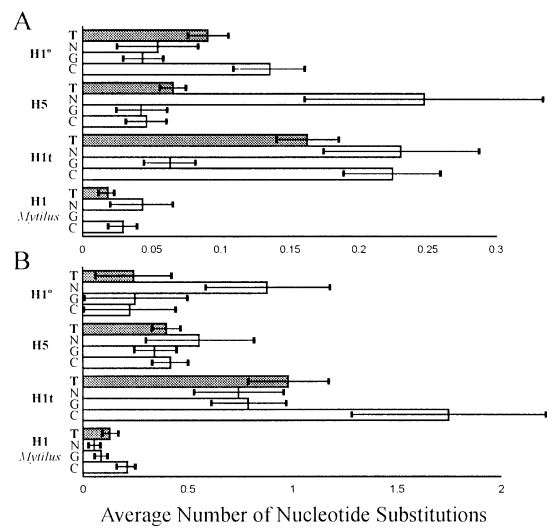 A
H1°
T
N
G
C
H5
T
N
G
C
H1t
T
N
G
C
H1
Mytilus
T
N
G
C
0 0.05 0.1 0.15 0.2 0.25 0.3
B
H1°
T
N
G
C
H5
T
N
G
C
H1t
T
N
G
C
H1
Mytilus
T
N
G
C
0 0.5 1 1.5 2
Average Number of Nucleotide Substitutions